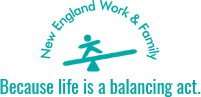 New England Work & Family
Because life is a balancing act.